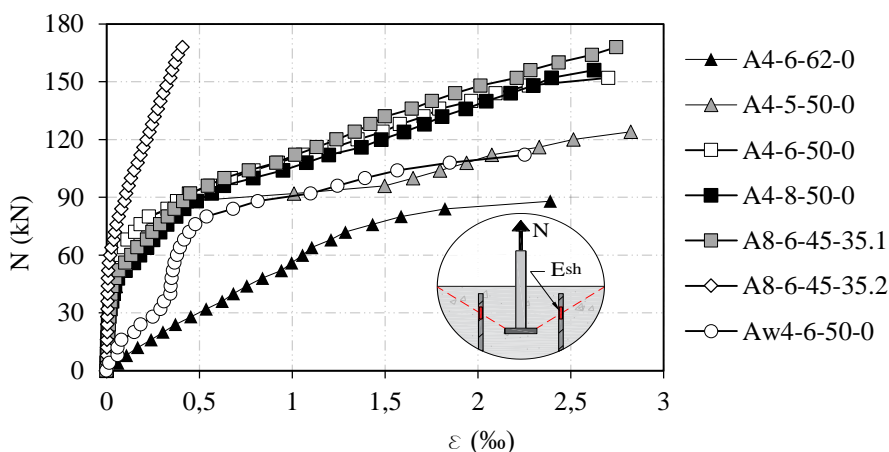 180
150
120
90
60
30
0
N (kN)
0 0,5 1 1,5 2 2,5 3
ε (‰)
N
Esh
A4-6-62-0
A4-5-50-0
A4-6-50-0
A4-8-50-0
A8-6-45-35.1
A8-6-45-35.2
Aw4-6-50-0